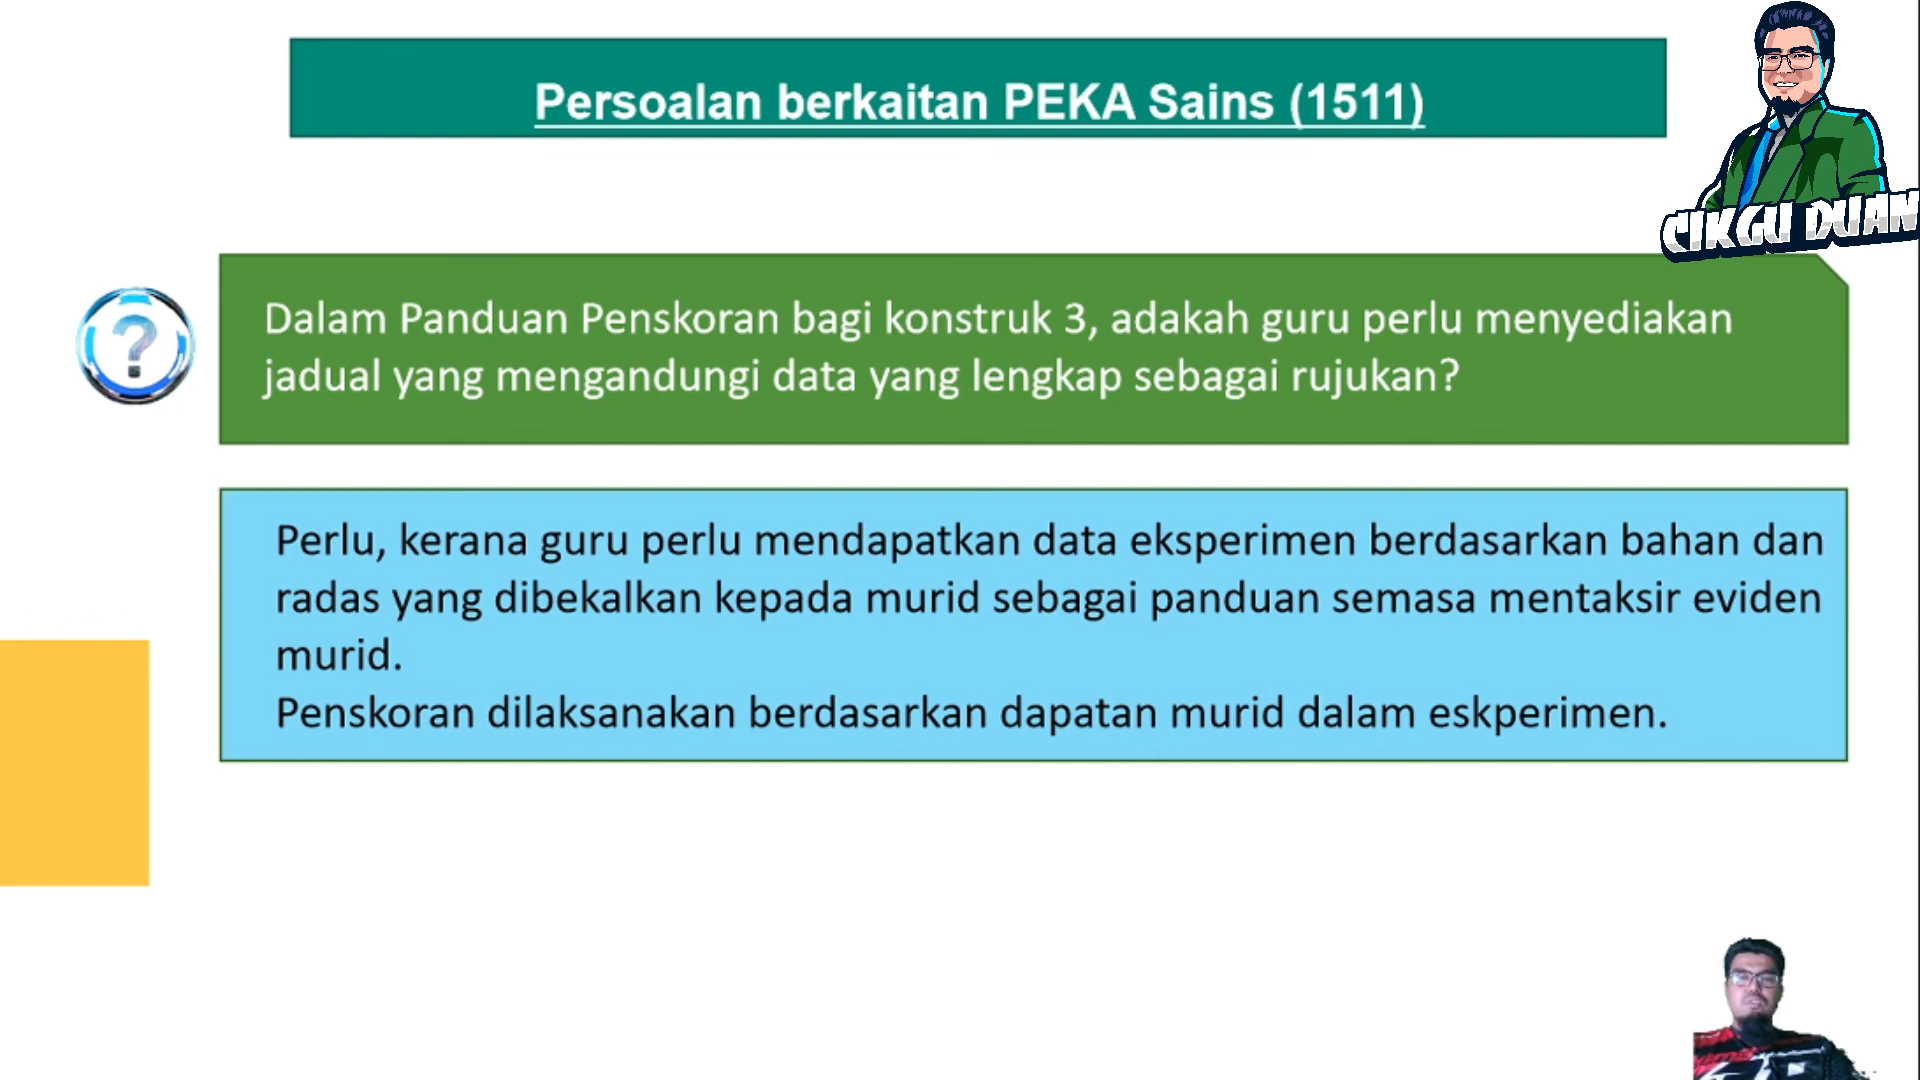 Persoalan berkaitan PEKA Sains (1511)
CIKGU DUAN
Dalam Panduan Penskoran bagi konstruk 3, adakah guru perlu menyediakan
jadual yang mengandungi data yang lengkap sebagai rujukan?
?
Perlu, kerana guru perlu mendapatkan data eksperimen berdasarkan bahan dan
radas yang dibekalkan kepada murid sebagai panduan semasa mentaksir eviden
murid.
Penskoran dilaksanakan berdasarkan dapatan murid dalam eskperimen.